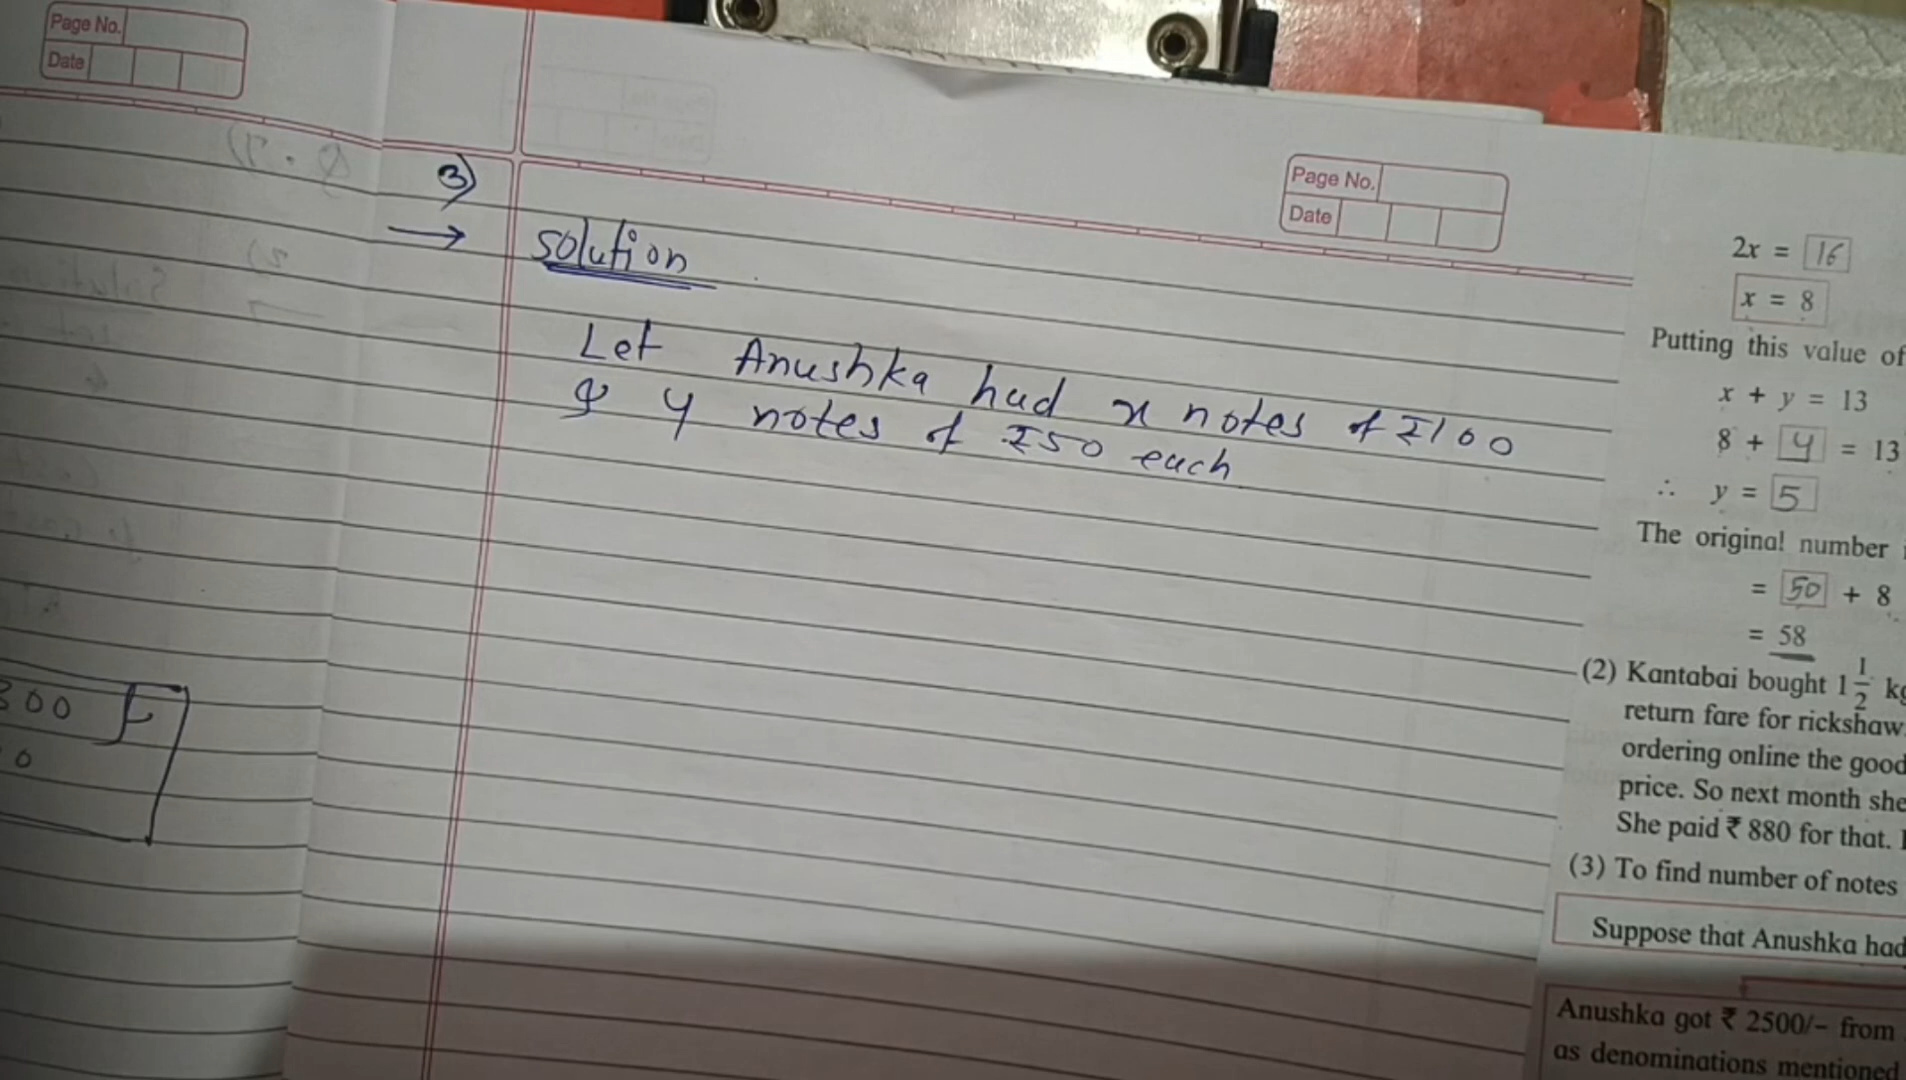 Page No.
Date
3)
→ Solution
Let Anushka had x notes of ₹100
& y notes of ₹50 each
300
0
Page No.
Date
2x = 16
x = 8
Putting this value of
x + y = 13
8 + y = 13
∴ y = 5
The original number
= 50 + 8
= 58
(2) Kantabai bought 1 1/2 kg
return fare for rickshaw.
ordering online the good
price. So next month she
She paid ₹ 880 for that.
(3) To find number of notes
Suppose that Anushka had
Anushka got ₹ 2500/- from
as denominations mentioned